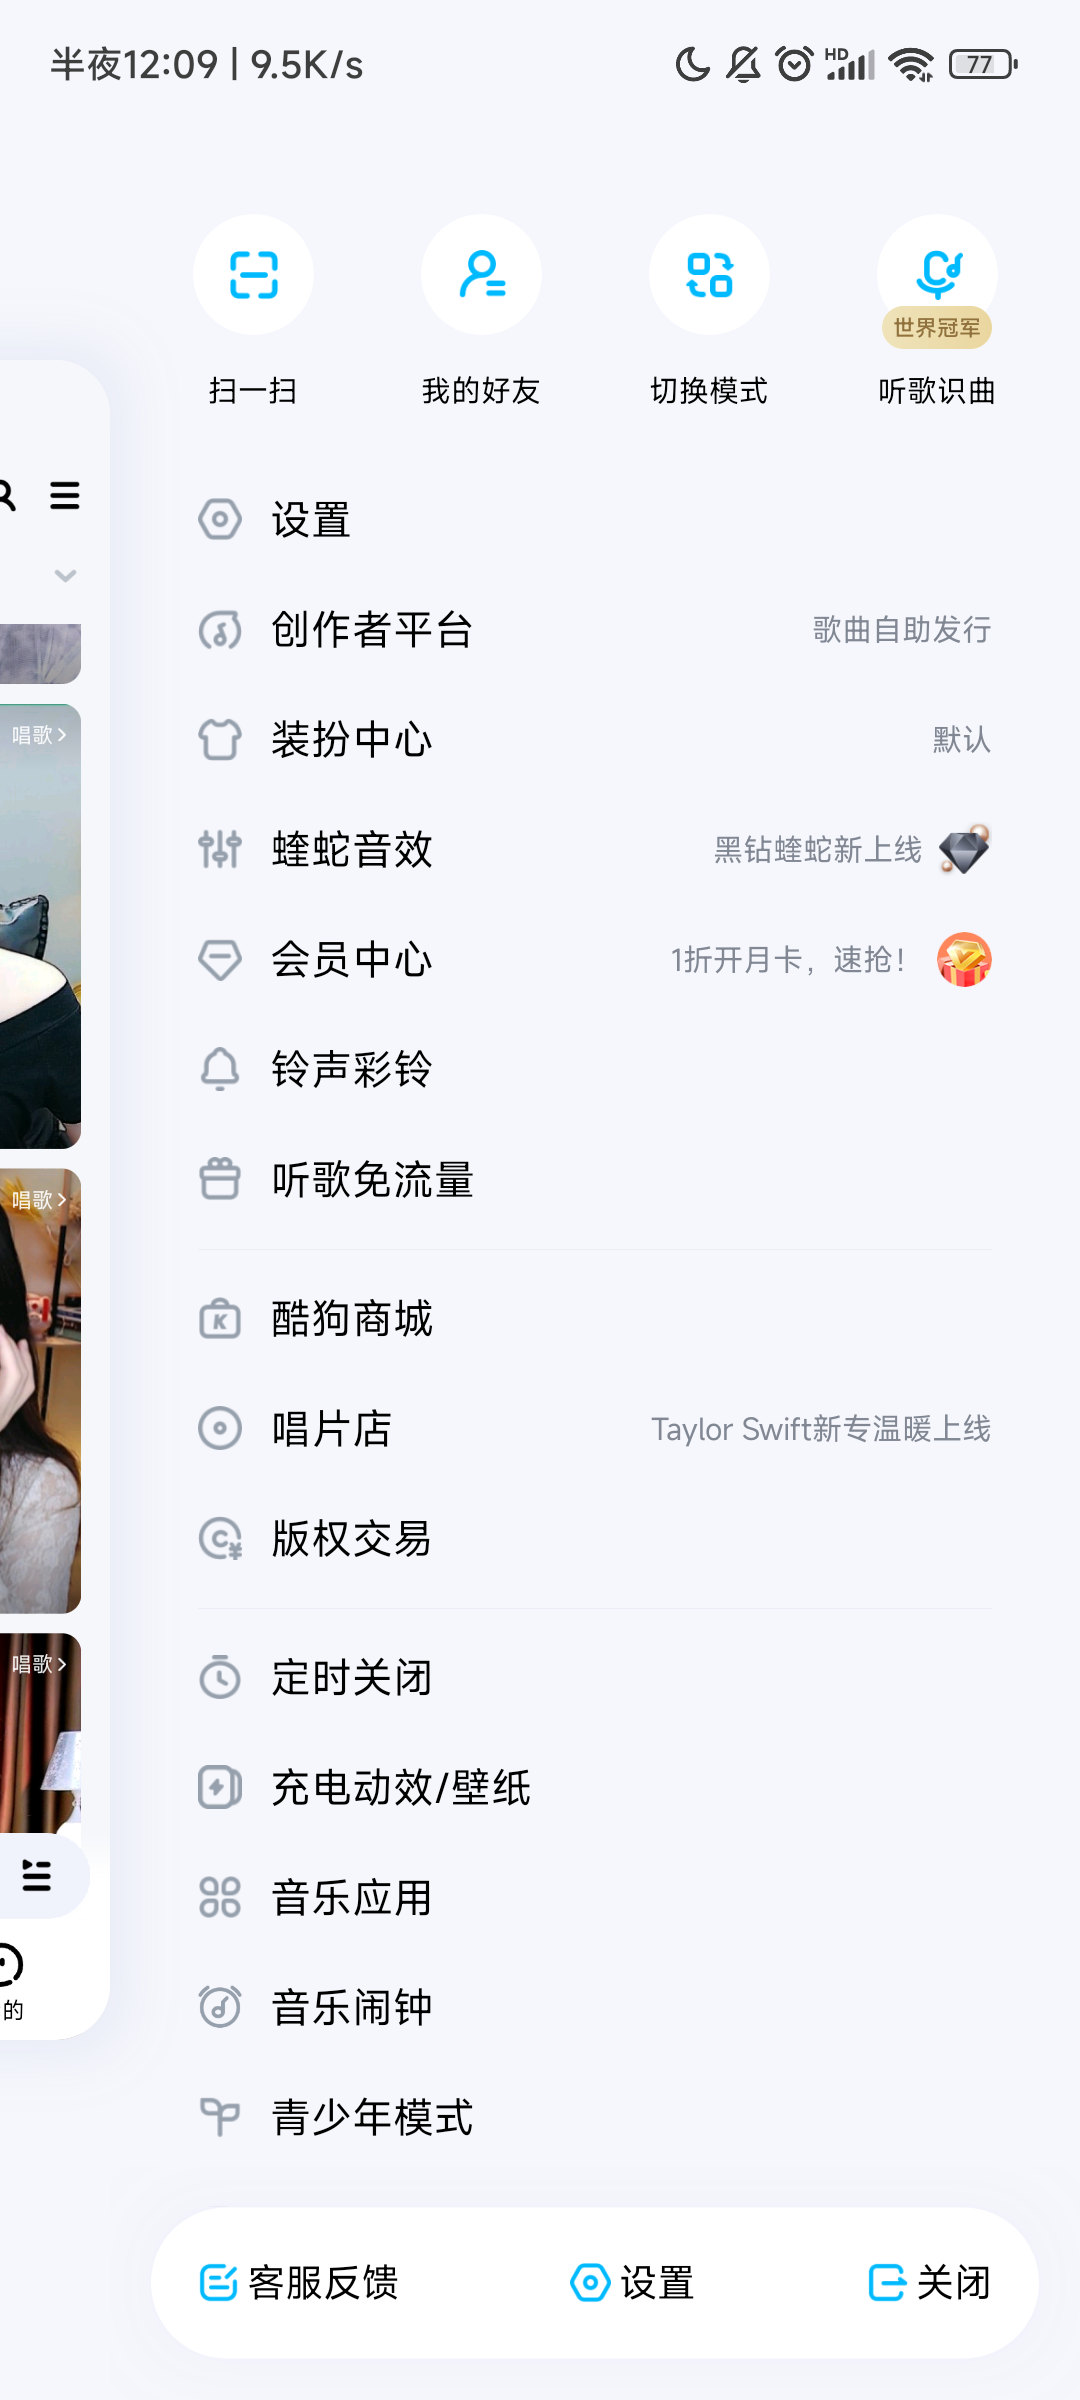 半夜12:09 | 9.5K/s
HD
77
世界冠军
扫一扫
我的好友
切换模式
听歌识曲
设置
创作者平台
歌曲自助发行
装扮中心
默认
蝰蛇音效
黑钻蝰蛇新上线
会员中心
1折开月卡，速抢！
铃声彩铃
听歌免流量
酷狗商城
唱片店
Taylor Swift新专温暖上线
版权交易
定时关闭
充电动效/壁纸
音乐应用
音乐闹钟
青少年模式
唱歌
唱歌
唱歌
的
客服反馈
设置
关闭